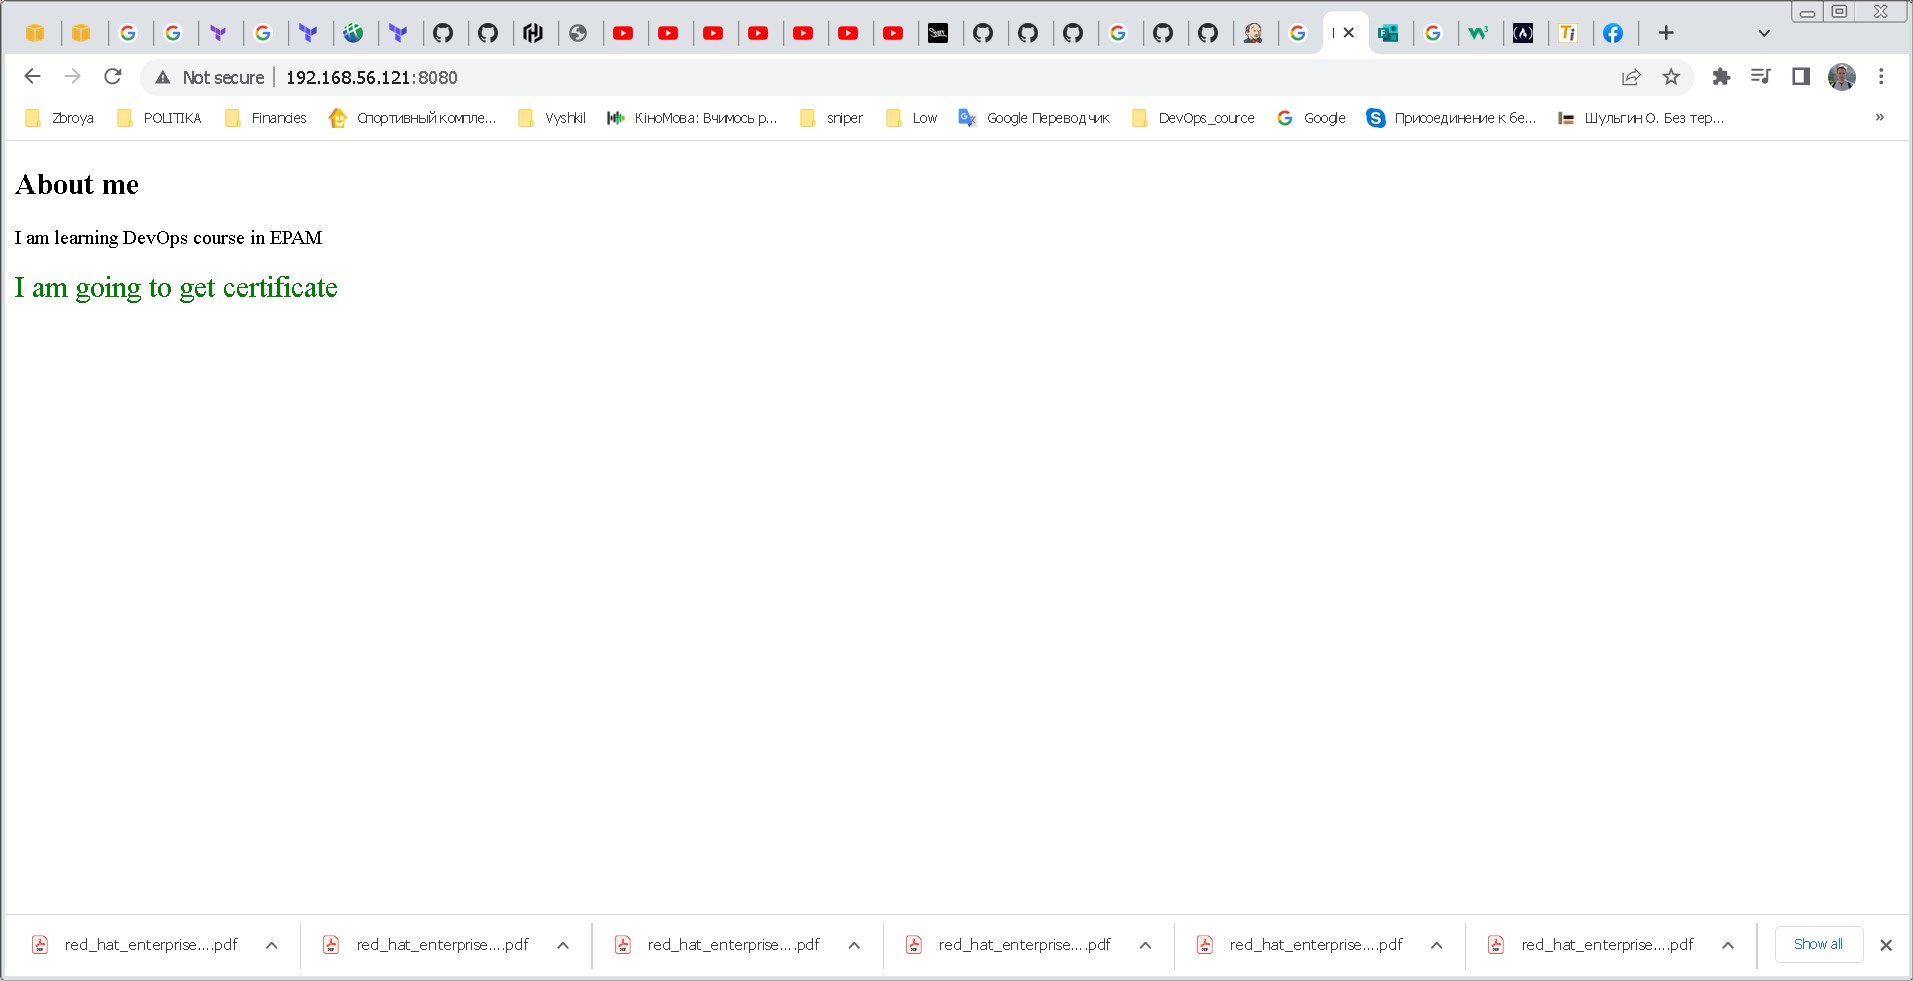 Not secure 192.168.56.121:8080
Zbroya POLITIKA Financies Спортивный компле... Vyshkil КіноМова: Вчимось р... sniper Low Google Переводчик DevOps_cource Google Присоединение к бе... Шульгин О. Без тер... »
About me
I am learning DevOps course in EPAM
I am going to get certificate
red_hat_enterprise....pdf red_hat_enterprise....pdf red_hat_enterprise....pdf red_hat_enterprise....pdf red_hat_enterprise....pdf red_hat_enterprise....pdf Show all